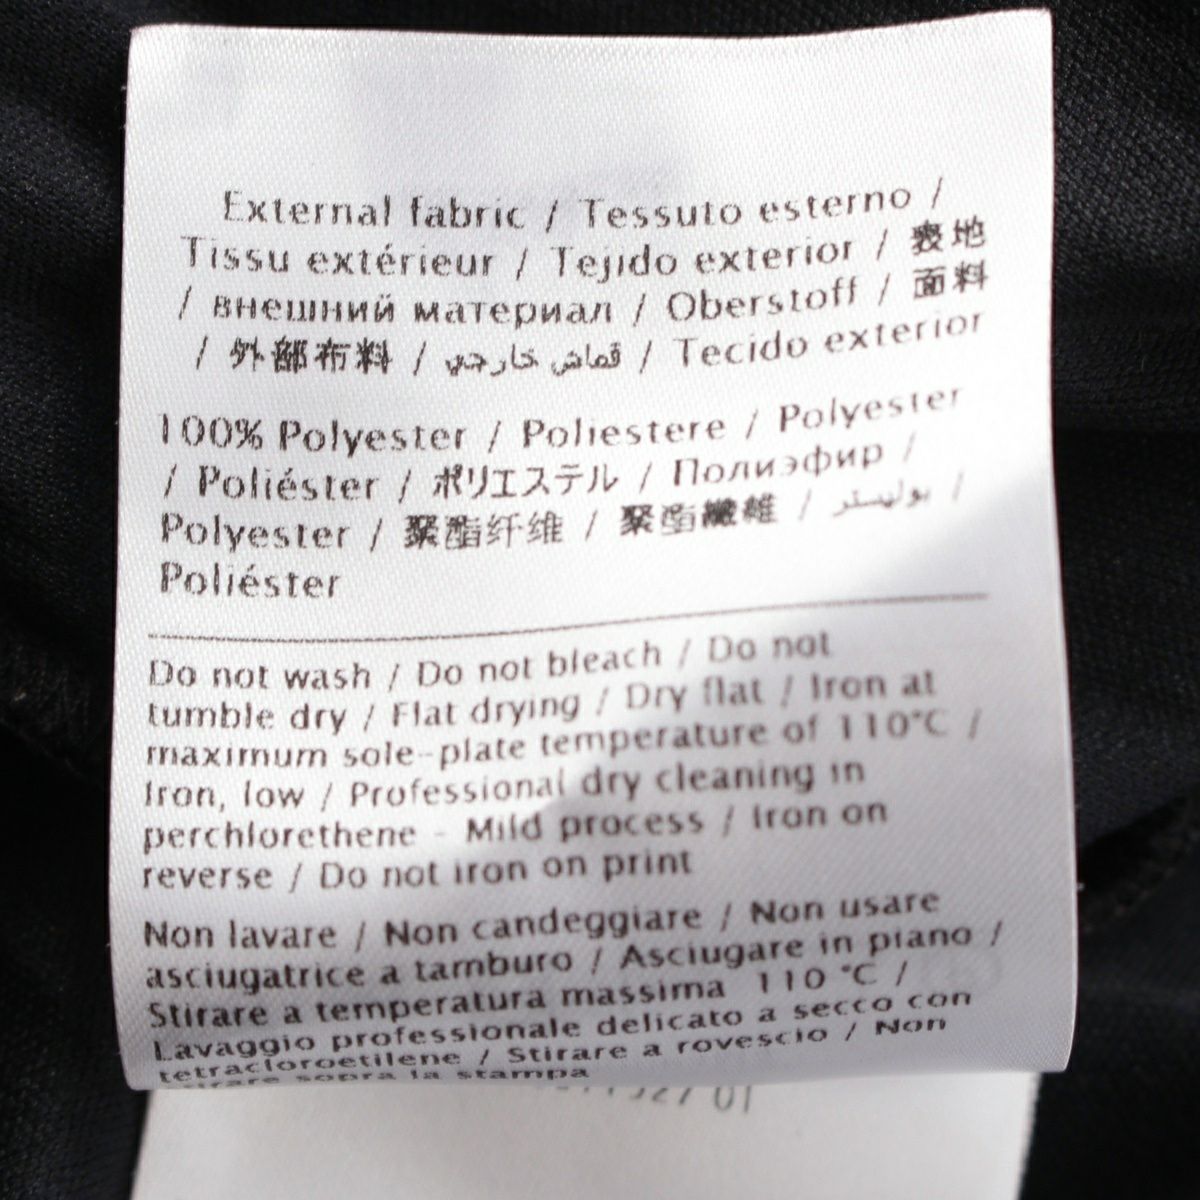 External fabric / Tessuto esterno /
Tissu extérieur / Tejido exterior / 表地
/ внешний материал / Oberstoff / 面料
/ 外部布料 / قماش خارجي / Tecido exterior
100% Polyester / Poliestere / Polyester
/ Poliéster / ポリエステル / Полиэфир /
Polyester / 聚酯纤维 / 聚酯纖維 / بوليستر /
Poliéster
Do not wash / Do not bleach / Do not
tumble dry / Flat drying / Dry flat / Iron at
maximum sole-plate temperature of 110°C /
Iron, low / Professional dry cleaning in
perchlorethene - Mild process / Iron on
reverse / Do not iron on print
Non lavare / Non candeggiare / Non usare
asciugatrice a tamburo / Asciugare in piano /
Stirare a temperatura massima 110 °C /
Lavaggio professionale delicato a secco con
tetracloroetilene / Stirare a rovescio / Non
stirare sopra la stampa
01